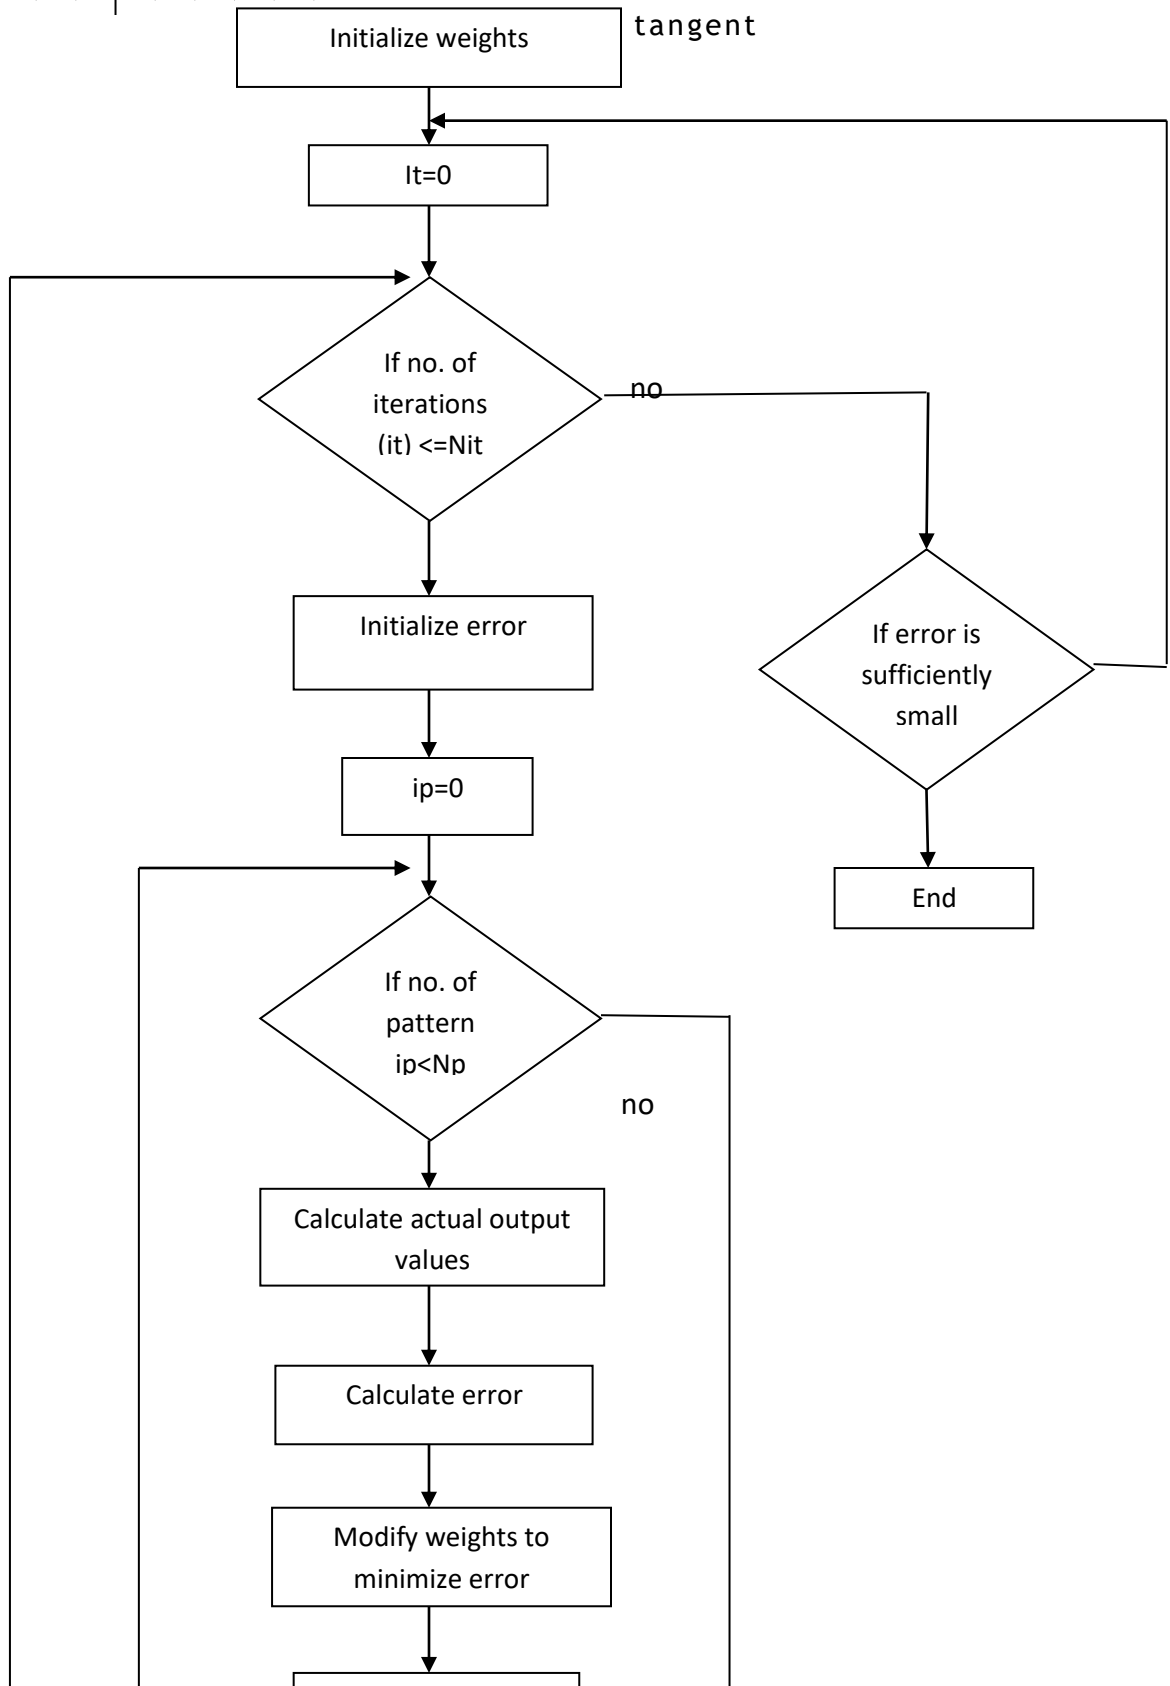 Initialize weights
tangent
It=0
If no. of
iterations
(it) <=Nit
no
Initialize error
If error is
sufficiently
small
ip=0
End
If no. of
pattern
ip<Np
no
Calculate actual output
values
Calculate error
Modify weights to
minimize error